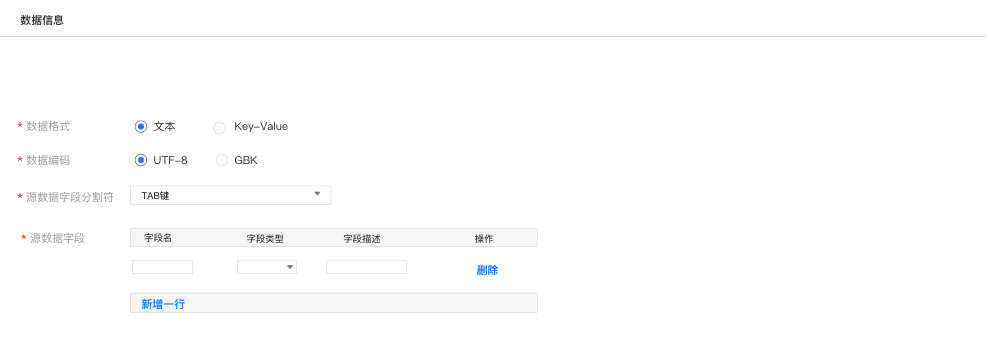 数据信息
* 数据格式 文本 Key-Value
* 数据编码 UTF-8 GBK
* 源数据字段分割符 TAB键
* 源数据字段 字段名 字段类型 字段描述 操作
删除
新增一行